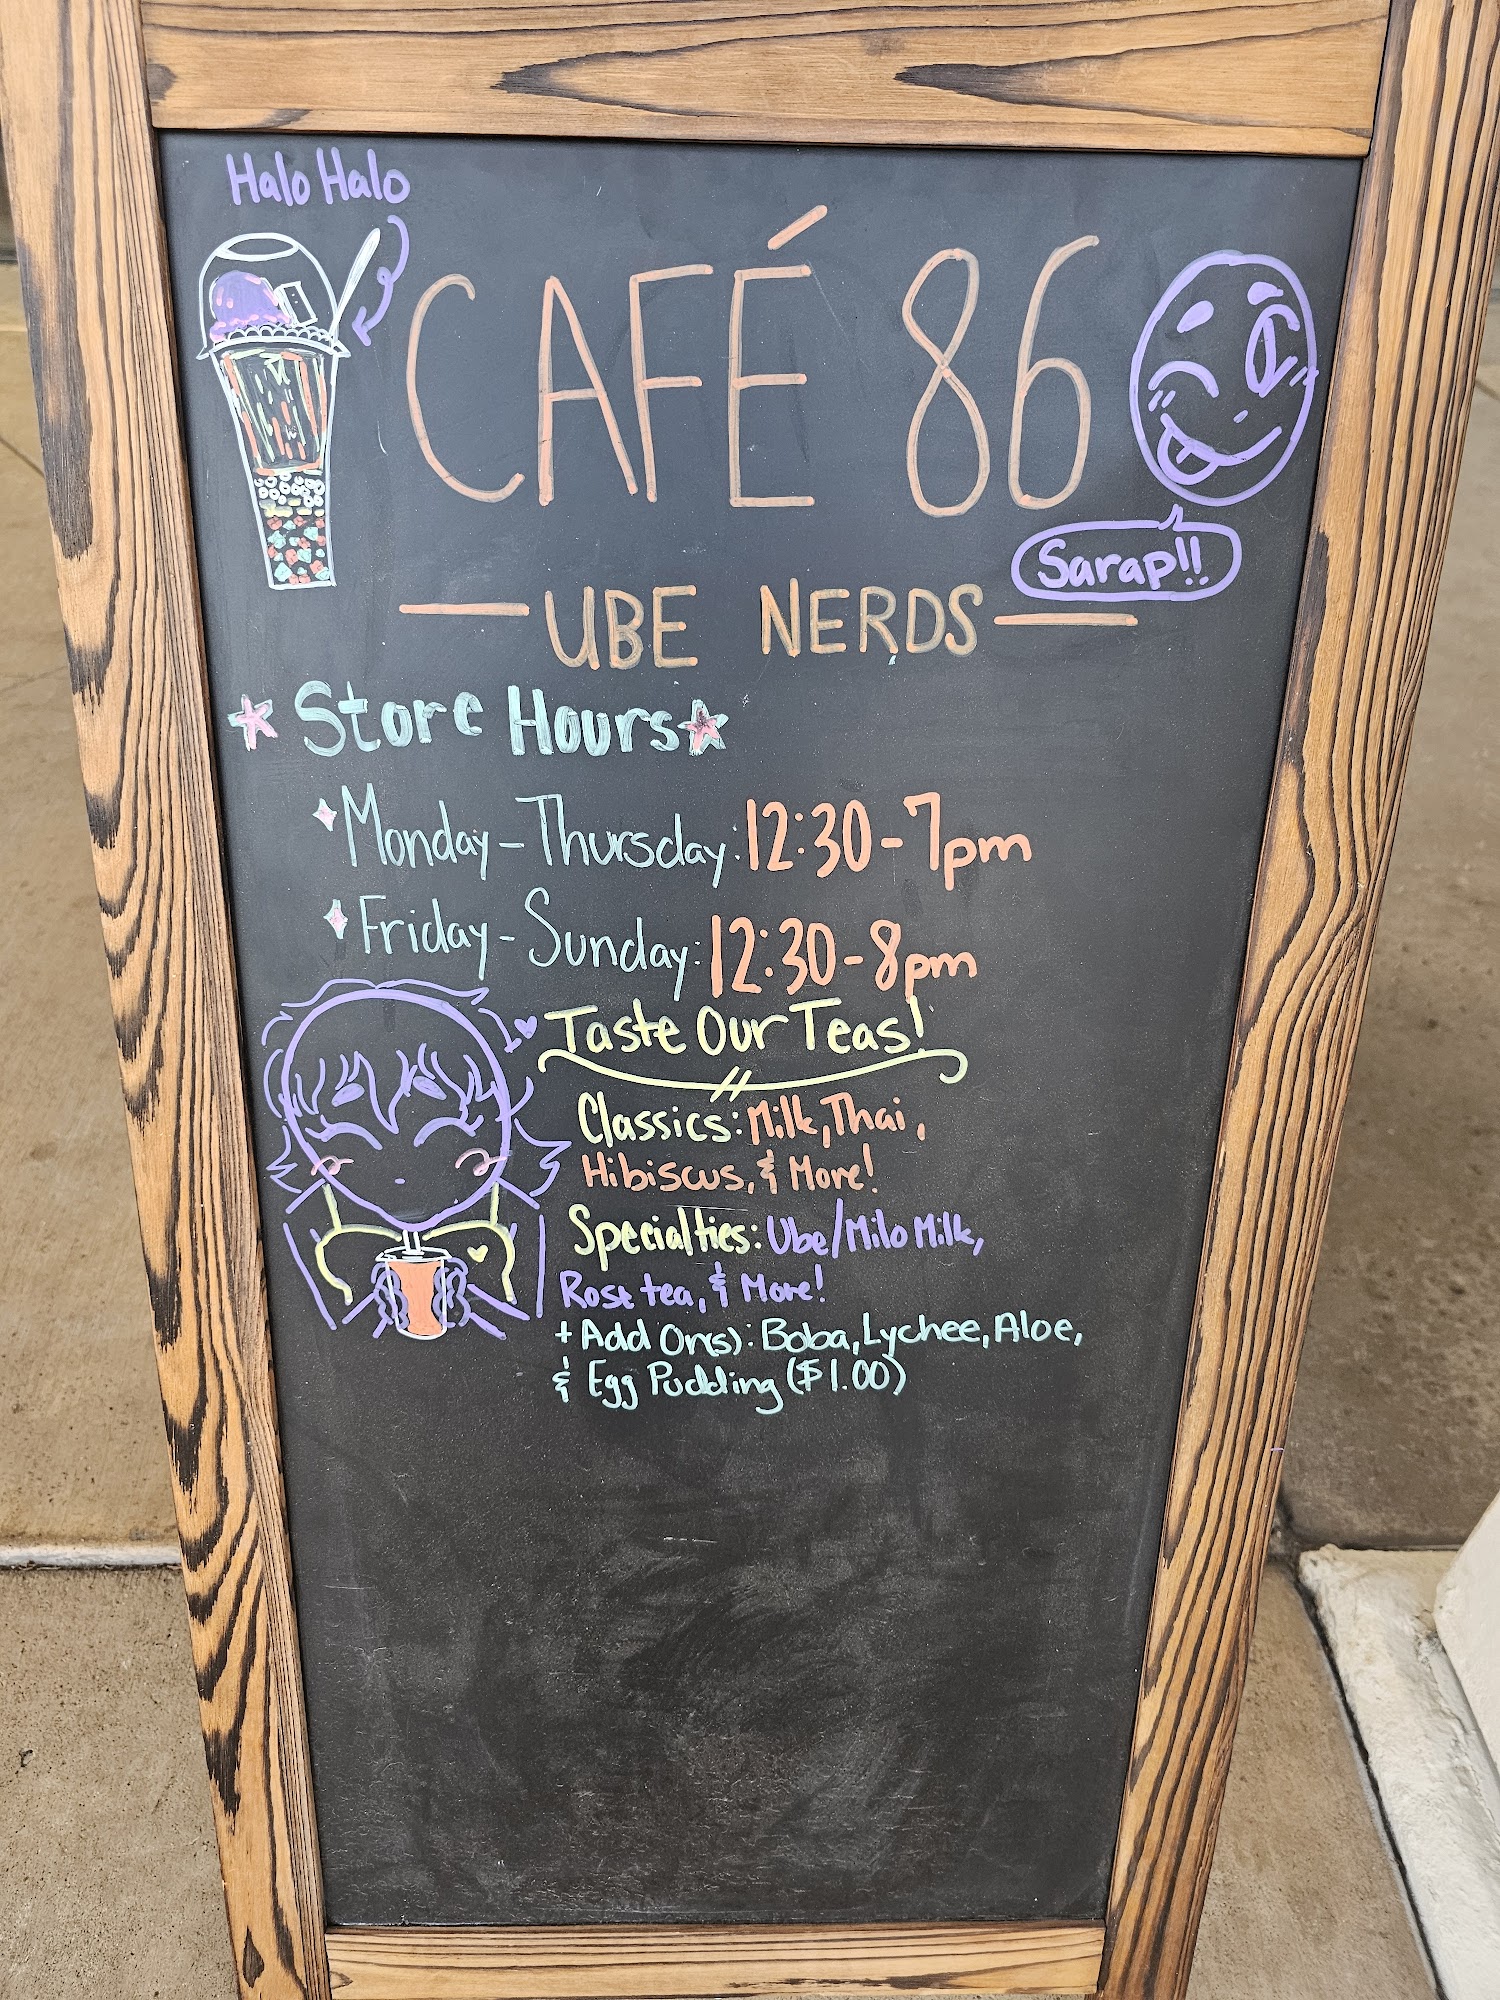 Halo Halo
CAFÉ 86
Sarap!!
UBE NERDS
Store Hours
Monday-Thursday: 12:30-7pm
Friday-Sunday: 12:30-8pm
Taste Our Teas!
Classics: Milk, Thai,
Hibiscus, & More!
Specialties: Ube/Milo Milk,
Rose tea, & More!
+ Add On(s): Boba, Lychee, Aloe,
& Egg Pudding ($1.00)